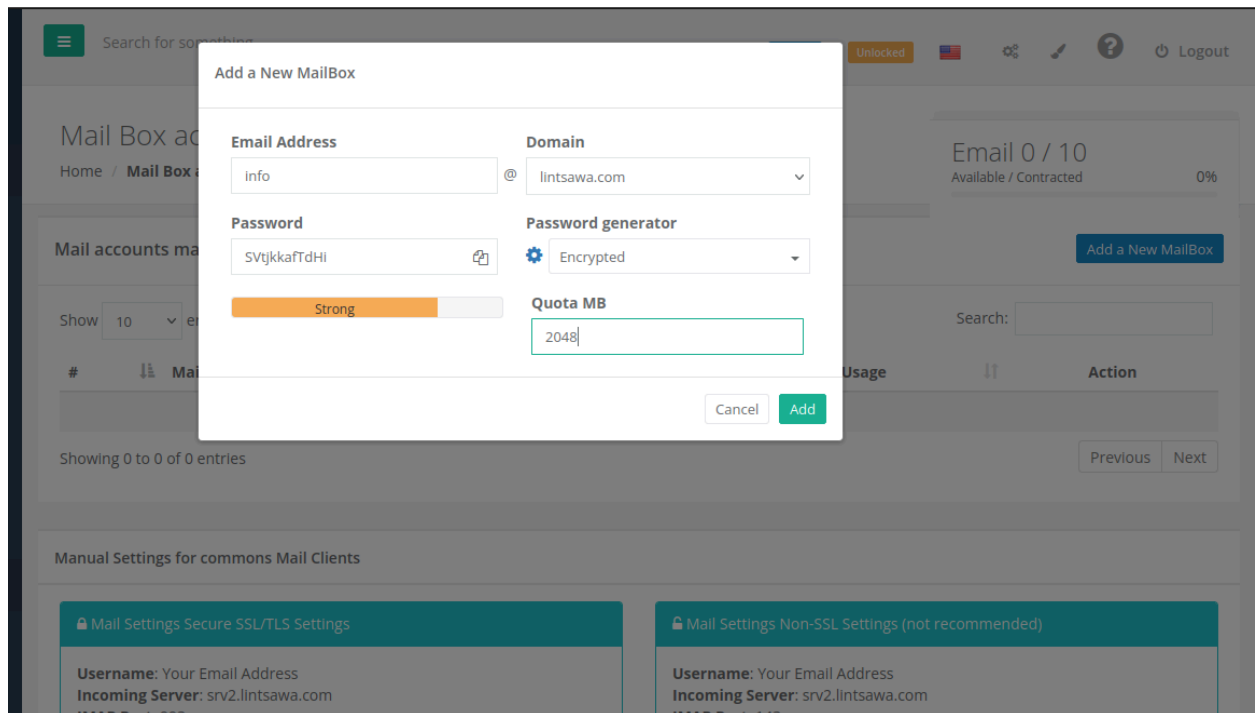 Search for something
Unlocked
Logout
Add a New MailBox
Mail Box ac
Home / Mail Box a
Email 0 / 10
Available / Contracted 0%
Email Address Domain
info @ lintsawa.com
Password Password generator
SVtjkkafTdHi Encrypted
Strong
Quota MB
2048
Cancel Add
Mail accounts ma
Add a New MailBox
Show 10 en
Search:
# Mai Usage Action
Showing 0 to 0 of 0 entries
Previous Next
Manual Settings for commons Mail Clients
Mail Settings Secure SSL/TLS Settings
Username: Your Email Address
Incoming Server: srv2.lintsawa.com
Mail Settings Non-SSL Settings (not recommended)
Username: Your Email Address
Incoming Server: srv2.lintsawa.com